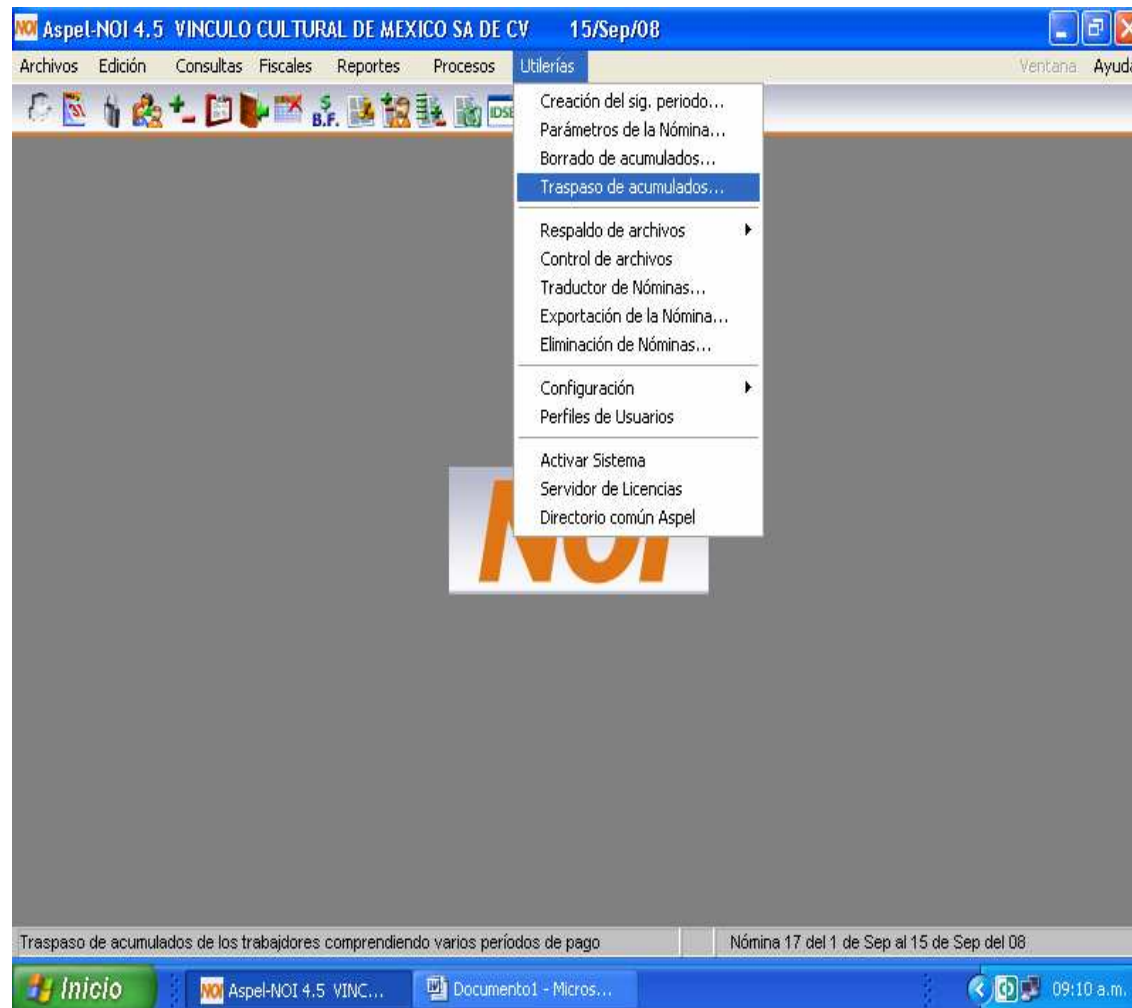 NOI Aspel-NOI 4.5 VINCULO CULTURAL DE MEXICO SA DE CV 15/Sep/08
Archivos Edición Consultas Fiscales Reportes Procesos Utilerías Ventana Ayuda
$ B.F. IDSE
Creación del sig. periodo...
Parámetros de la Nómina...
Borrado de acumulados...
Traspaso de acumulados...
Respaldo de archivos
Control de archivos
Traductor de Nóminas...
Exportación de la Nómina...
Eliminación de Nóminas...
Configuración
Perfiles de Usuarios
Activar Sistema
Servidor de Licencias
Directorio común Aspel
NOI
Traspaso de acumulados de los trabajdores comprendiendo varios períodos de pago Nómina 17 del 1 de Sep al 15 de Sep del 08
Inicio NOI Aspel-NOI 4.5 VINC... Documento1 - Micros... 09:10 a.m.